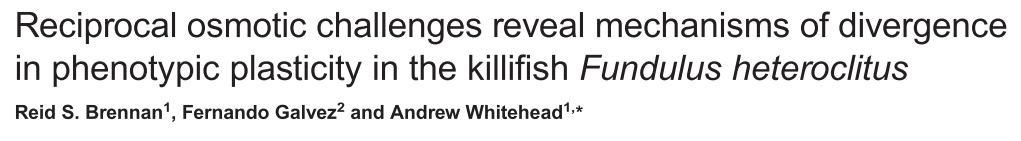 Reciprocal osmotic challenges reveal mechanisms of divergence
in phenotypic plasticity in the killifish Fundulus heteroclitus
Reid S. Brennan¹, Fernando Galvez² and Andrew Whitehead¹,*